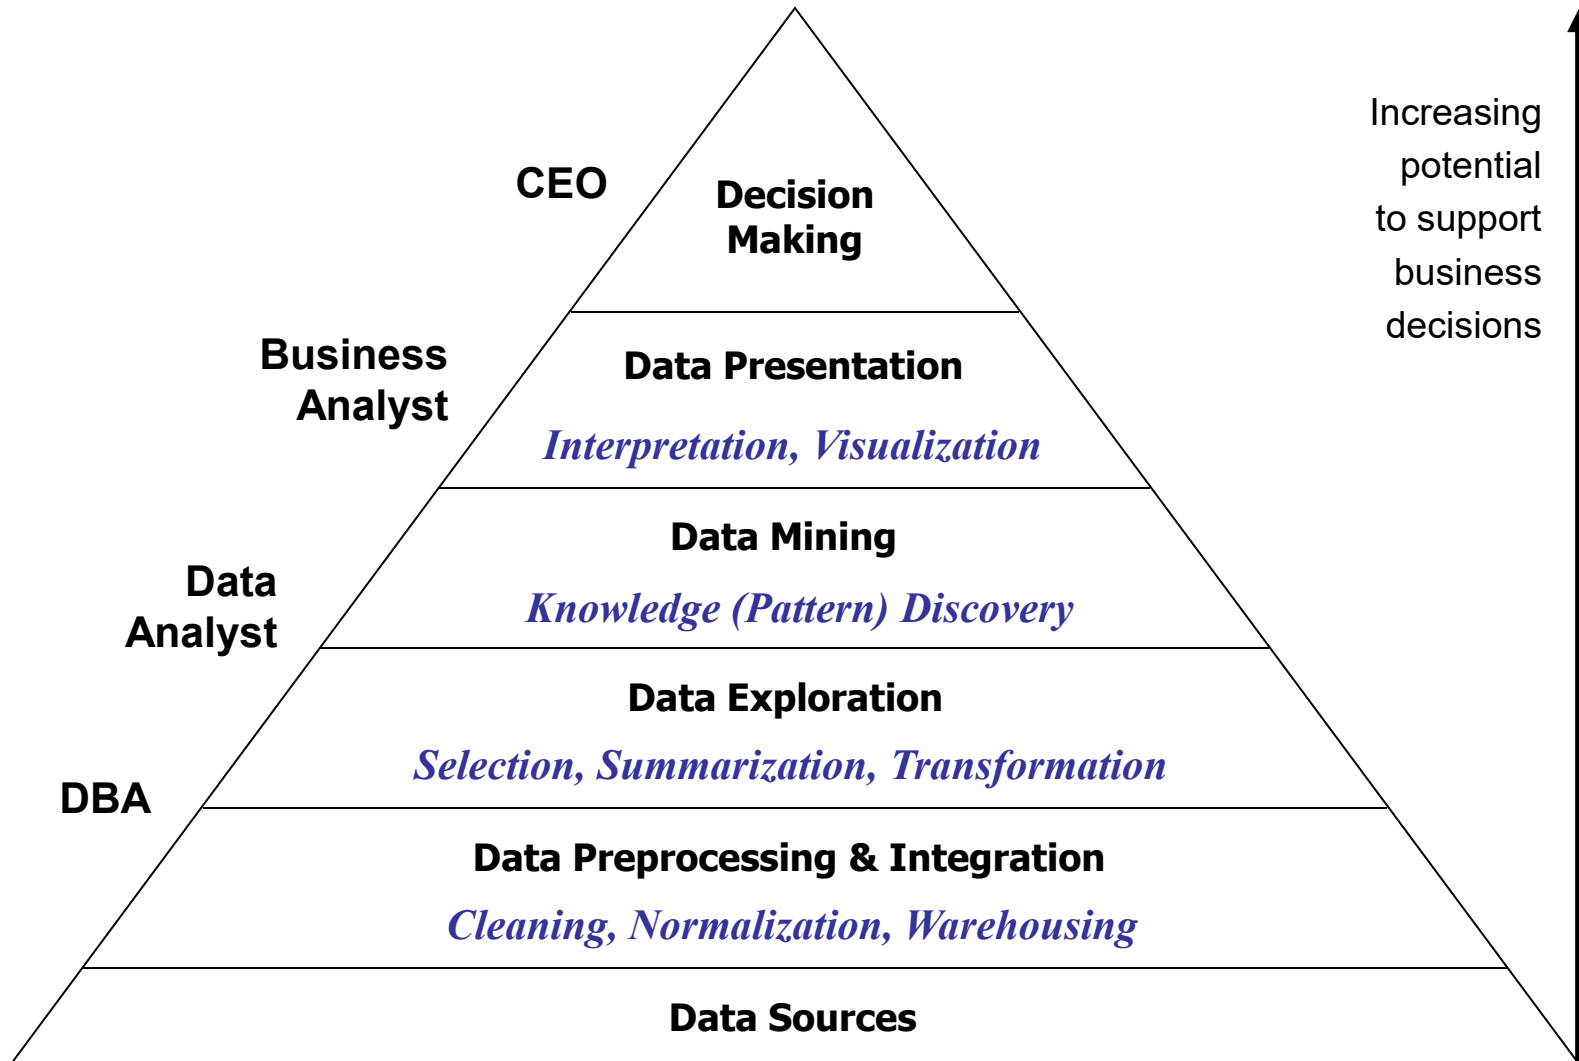 CEO
Decision
Making
Increasing
potential
to support
business
decisions
Business
Analyst
Data Presentation
Interpretation, Visualization
Data Mining
Knowledge (Pattern) Discovery
Data
Analyst
Data Exploration
Selection, Summarization, Transformation
DBA
Data Preprocessing & Integration
Cleaning, Normalization, Warehousing
Data Sources